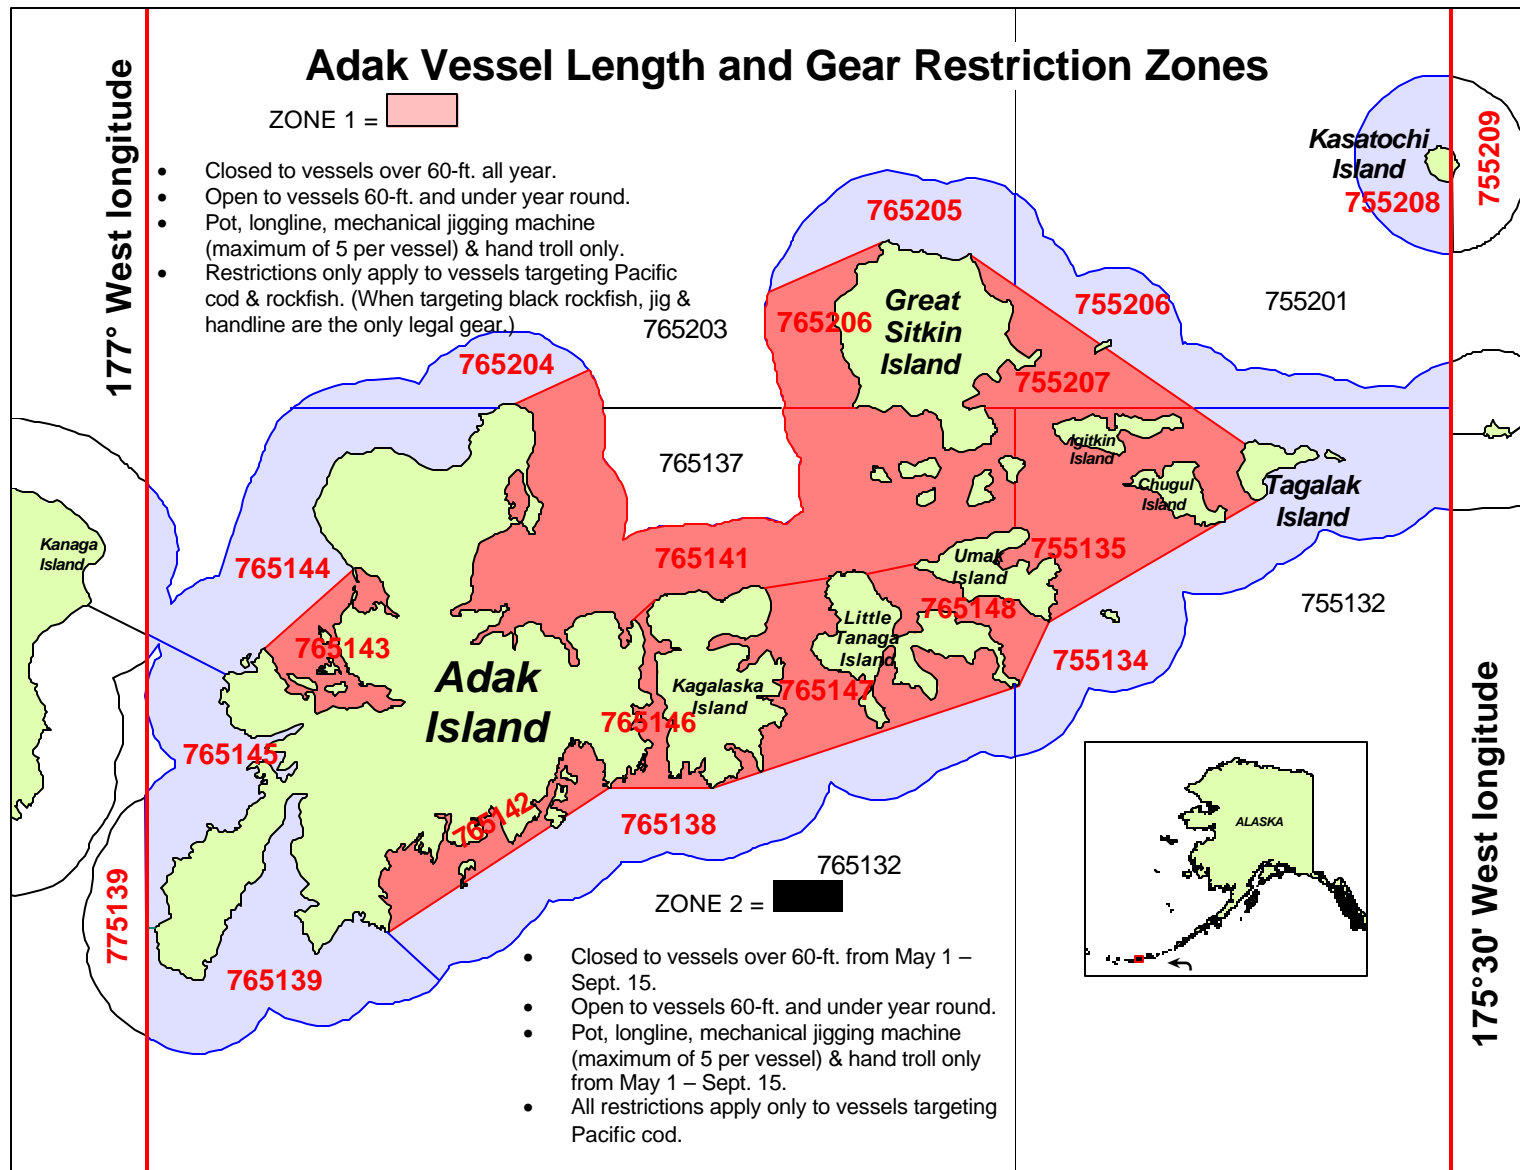 Adak Vessel Length and Gear Restriction Zones
177° West longitude
ZONE 1 =
• Closed to vessels over 60-ft. all year.
• Open to vessels 60-ft. and under year round.
• Pot, longline, mechanical jigging machine
(maximum of 5 per vessel) & hand troll only.
• Restrictions only apply to vessels targeting Pacific
cod & rockfish. (When targeting black rockfish, jig &
handline are the only legal gear.)
Kasatochi
Island
755208
755209
765205
755206
755201
765206
Great
Sitkin
Island
765203
765204
755207
765137
Igitkin
Island
Chugul
Island
Tagalak
Island
Kanaga
Island
765144
765141
Umak
Island
755135
755132
765143
765148
Little
Tanaga
Island
755134
Adak
Island
Kagalaska
Island
765147
765146
765145
765142
765138
765132
775139
765139
175°30' West longitude
ALASKA
ZONE 2 =
• Closed to vessels over 60-ft. from May 1 –
Sept. 15.
• Open to vessels 60-ft. and under year round.
• Pot, longline, mechanical jigging machine
(maximum of 5 per vessel) & hand troll only
from May 1 – Sept. 15.
• All restrictions apply only to vessels targeting
Pacific cod.